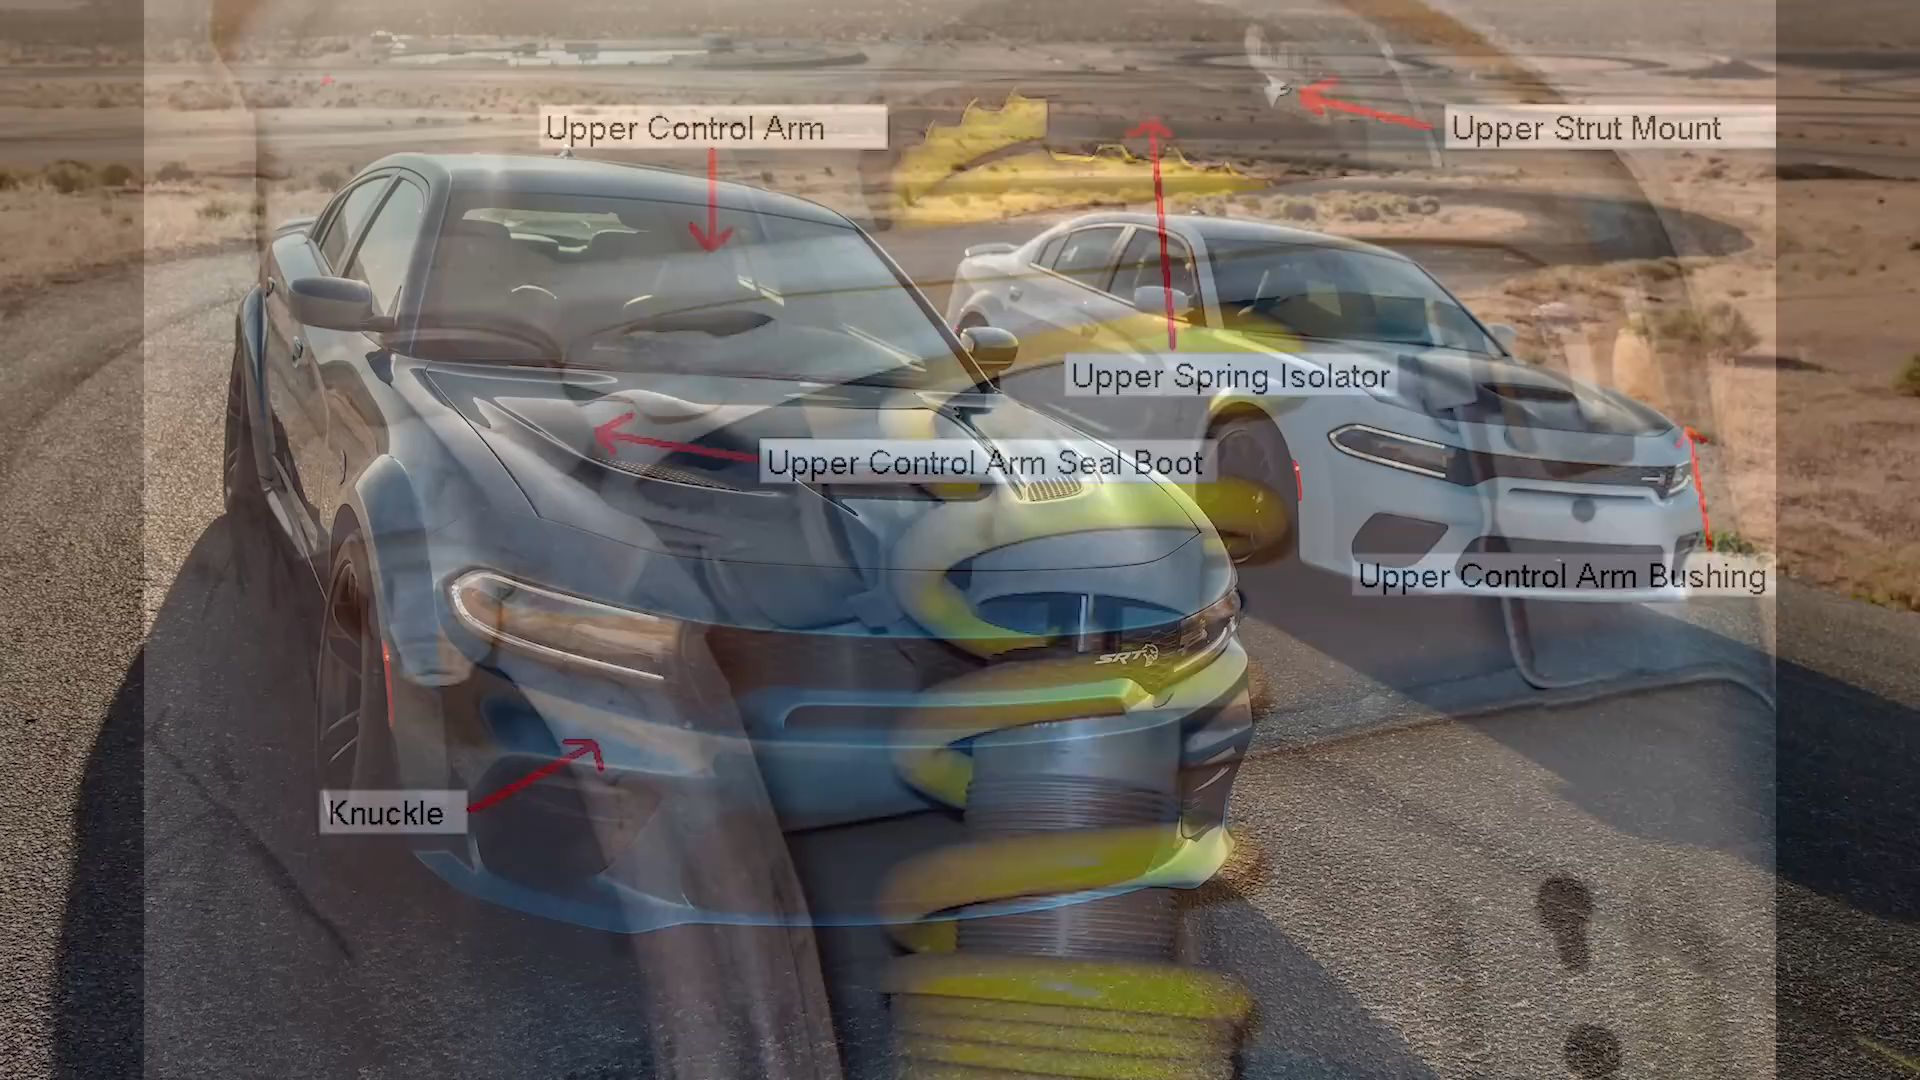 Upper Control Arm
Upper Strut Mount
Upper Spring Isolator
Upper Control Arm Seal Boot
Upper Control Arm Bushing
SRT
Knuckle